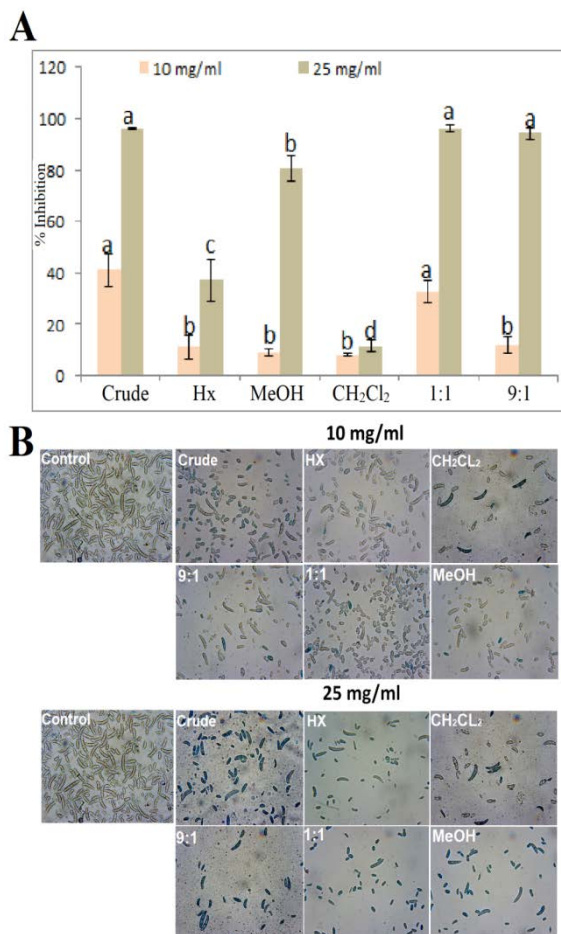 A
10 mg/ml
25 mg/ml
% Inhibition
120
100
80
60
40
20
0
a
a
b
c
b
b
b
d
a
a
b
a
Crude
Hx
MeOH
CH₂Cl₂
1:1
9:1
B
10 mg/ml
Control
Crude
HX
CH₂CL₂
9:1
1:1
MeOH
25 mg/ml
Control
Crude
HX
CH₂CL₂
9:1
1:1
MeOH